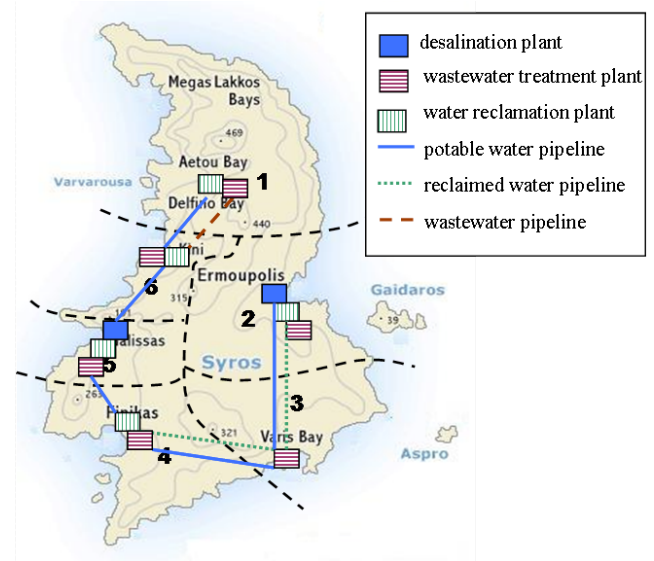 desalination plant
wastewater treatment plant
water reclamation plant
potable water pipeline
reclaimed water pipeline
wastewater pipeline
Megas Lakkos
Bays
469
Aetou Bay
1
Varvarousa
Delfino Bay
440
Kini
Ermoupolis
6
315
Gaidaros
2
39
5
Syros
3
Finikas
321
Varis Bay
4
Aspro